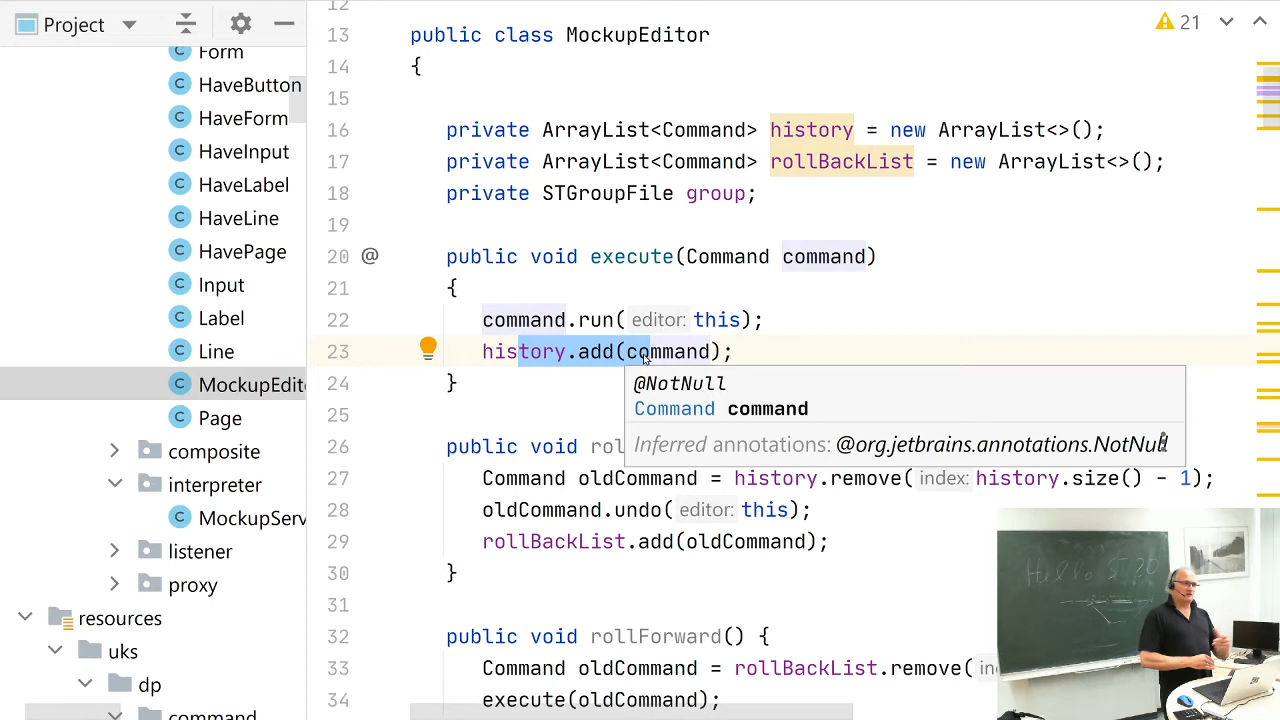 Project
Form
HaveButton
HaveForm
HaveInput
HaveLabel
HaveLine
HavePage
Input
Label
Line
MockupEdit
Page
composite
interpreter
MockupServ
listener
proxy
resources
uks
dp
command
21
12
13 public class MockupEditor
14 {
15
16 private ArrayList<Command> history = new ArrayList<>();
17 private ArrayList<Command> rollBackList = new ArrayList<>();
18 private STGroupFile group;
19
20 @ public void execute(Command command)
21 {
22 command.run( editor: this);
23 history.add(command);
24 }
@NotNull
Command command
Inferred annotations: @org.jetbrains.annotations.NotNull
25
26 public void ro
27 Command oldCommand = history.remove( index: history.size() - 1);
28 oldCommand.undo( editor: this);
29 rollBackList.add(oldCommand);
30 }
31
32 public void rollForward() {
33 Command oldCommand = rollBackList.remove( in
34 execute(oldCommand);
Hello ST20